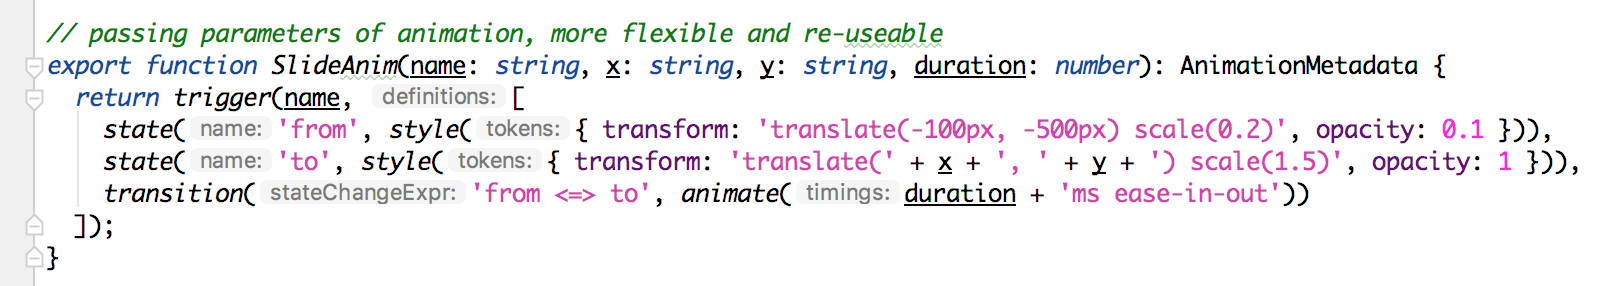 // passing parameters of animation, more flexible and re-useable
export function SlideAnim(name: string, x: string, y: string, duration: number): AnimationMetadata {
return trigger(name, definitions: [
state( name: 'from', style( tokens: { transform: 'translate(-100px, -500px) scale(0.2)', opacity: 0.1 })),
state( name: 'to', style( tokens: { transform: 'translate(' + x + ', ' + y + ') scale(1.5)', opacity: 1 })),
transition( stateChangeExpr: 'from <=> to', animate( timings: duration + 'ms ease-in-out'))
]);
}